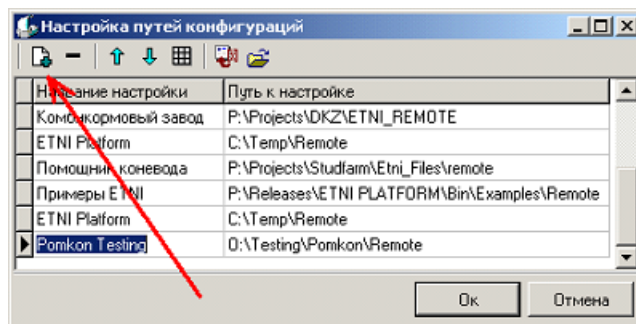 Настройка путей конфигураций
Название настройки Путь к настройке
Комбикормовый завод P:\Projects\DKZ\ETNI_REMOTE
ETNI Platform C:\Temp\Remote
Помощник коневода P:\Projects\Studfarm\Etni_Files\remote
Примеры ETNI P:\Releases\ETNI PLATFORM\Bin\Examples\Remote
ETNI Platform C:\Temp\Remote
Pomkon Testing O:\Testing\Pomkon\Remote
Ок Отмена